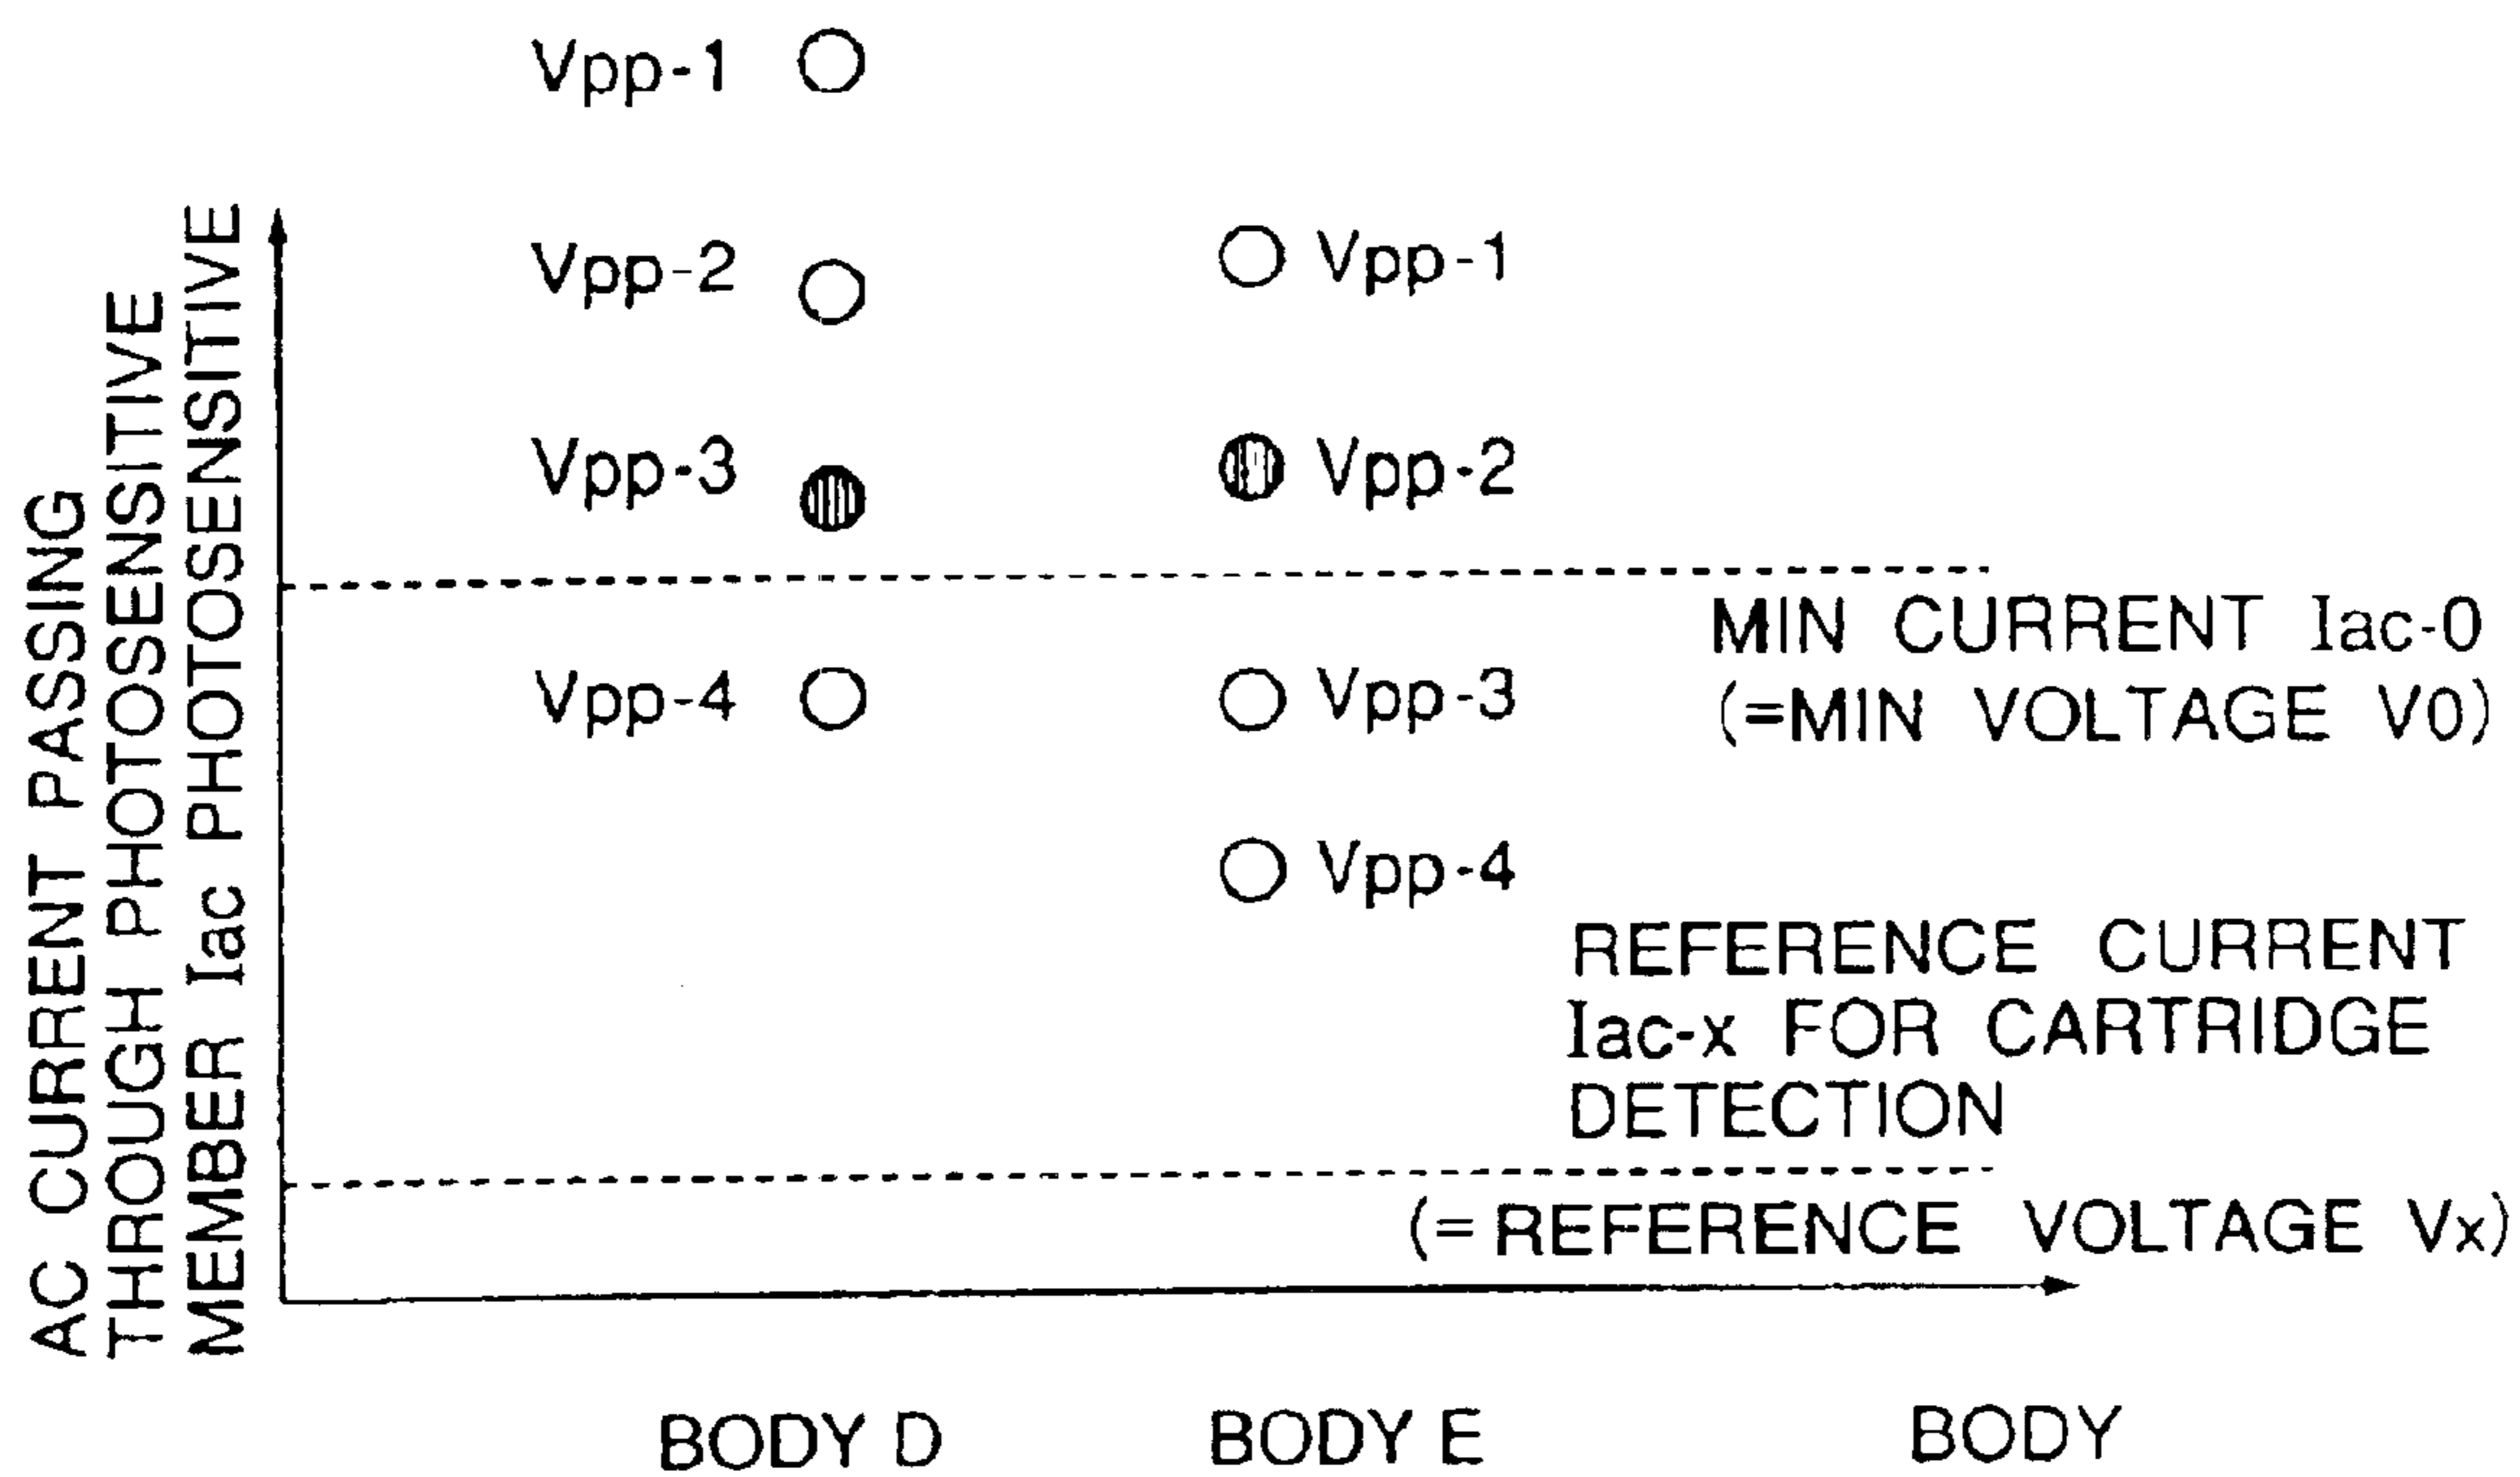 Vpp-1
Vpp-2
Vpp-1
Vpp-3
Vpp-2
MIN CURRENT Iac-0
(=MIN VOLTAGE V0)
Vpp-4
Vpp-3
Vpp-4
REFERENCE CURRENT
Iac-x FOR CARTRIDGE
DETECTION
(=REFERENCE VOLTAGE Vx)
AC CURRENT PASSING
THROUGH PHOTOSENSITIVE
MEMBER Iac PHOTOSENSITIVE
BODY D
BODY E
BODY